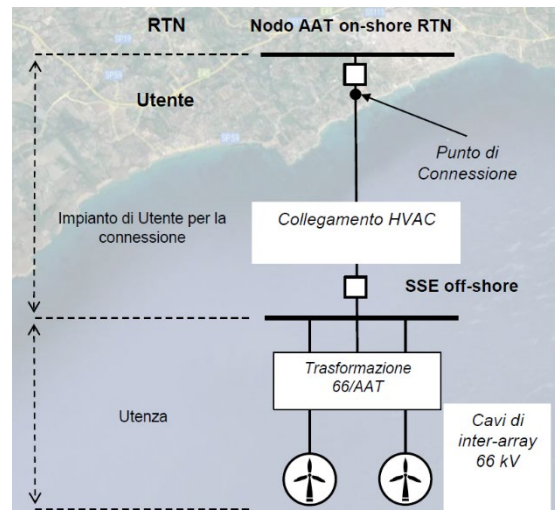 RTN
Nodo AAT on-shore RTN
Utente
Punto di
Connessione
Impianto di Utente per la
connessione
Collegamento HVAC
SSE off-shore
Trasformazione
66/AAT
Utenza
Cavi di
inter-array
66 kV